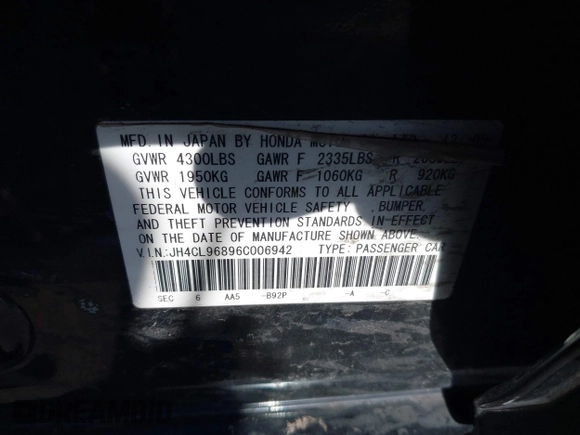 MFD. IN JAPAN BY HONDA
GVWR 4300LBS GAWR F 2335LBS R
GVWR 1950KG GAWR F 1060KG R 920KG
THIS VEHICLE CONFORMS TO ALL APPLICABLE
FEDERAL MOTOR VEHICLE SAFETY, BUMPER,
AND THEFT PREVENTION STANDARDS IN EFFECT
ON THE DATE OF MANUFACTURE SHOWN ABOVE.
V.I.N.:JH4CL96896C006942 TYPE: PASSENGER CAR
SEC 6 AA5 -B92P -A -C
DREAMBID